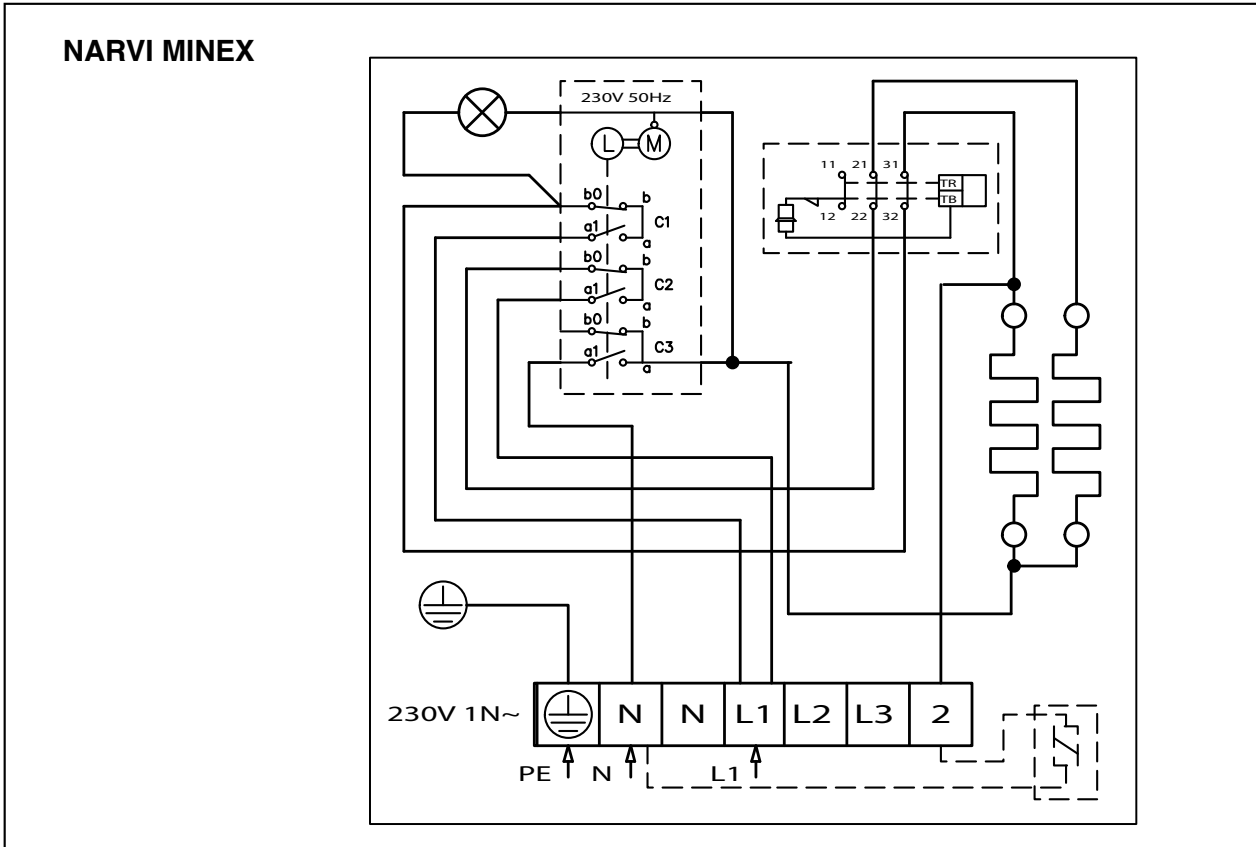 NARVI MINEX
230V 50Hz
L M
11 21 31
TR
TB
12 22 32
b0 b
C1
a1 a
b0 b
C2
a1 a
b0 b
C3
a1 a
230V 1N~ N N L1 L2 L3 2
PE N L1